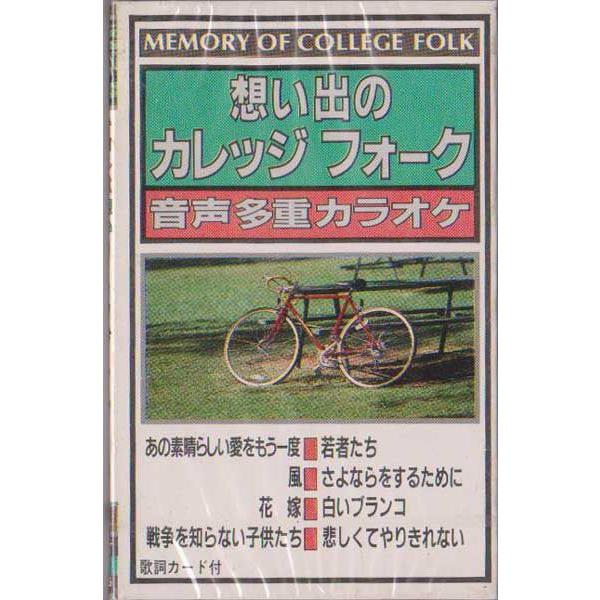 MEMORY OF COLLEGE FOLK
想い出の
カレッジ フォーク
音声多重カラオケ
あの素晴らしい愛をもう一度 若者たち
風 さよならをするために
花嫁 白いブランコ
戦争を知らない子供たち 悲しくてやりきれない
歌詞カード付